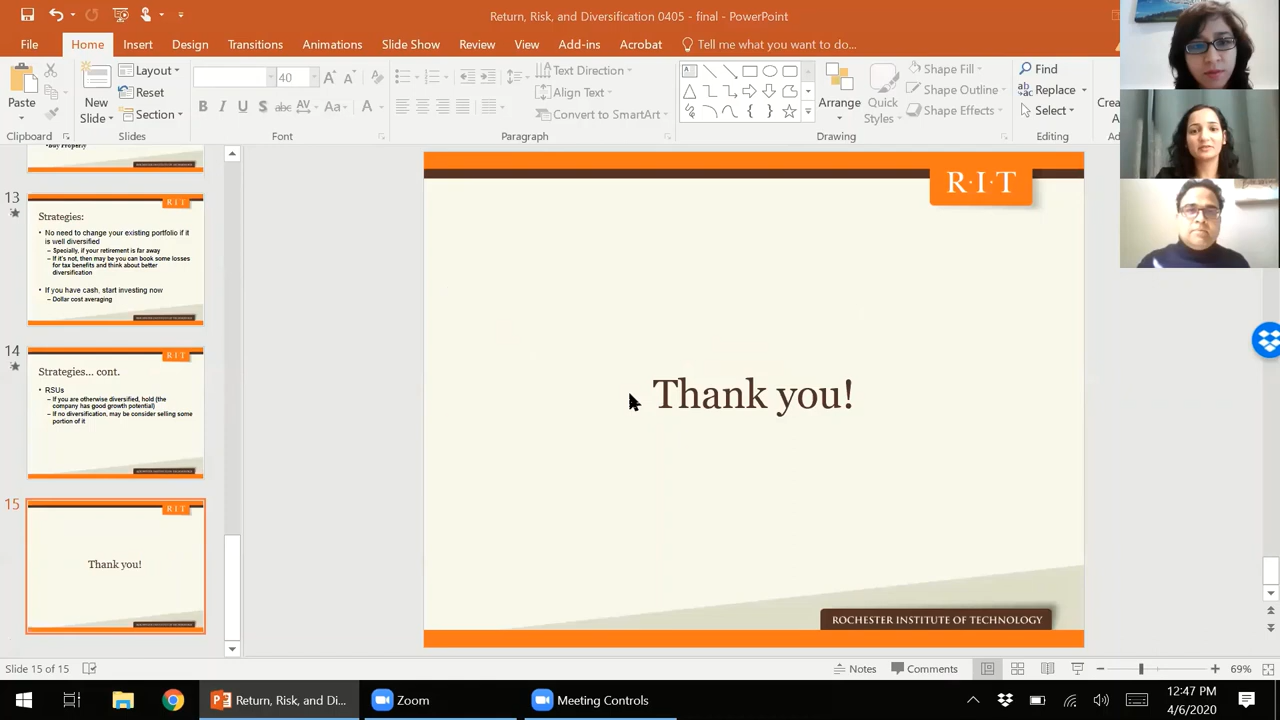 Return, Risk, and Diversification 0405 - final - PowerPoint
File
Home
Insert
Design
Transitions
Animations
Slide Show
Review
View
Add-ins
Acrobat
Tell me what you want to do...
Paste
New
Slide
Layout
Reset
Section
40
B I U S abc AV Aa A
Text Direction
Align Text
Convert to SmartArt
Arrange
Quick
Styles
Shape Fill
Shape Outline
Shape Effects
Find
Replace
Select
Crea
A
Clipboard
Slides
Font
Paragraph
Drawing
Editing
Ad
13
R·I·T
Strategies:
• No need to change your existing portfolio if it
is well diversified
– Specially, if your retirement is far away
– If it's not, then may be you can book some losses
for tax benefits and think about better
diversification
• If you have cash, start investing now
– Dollar cost averaging
14
R·I·T
Strategies... cont.
• RSUs
– If you are otherwise diversified, hold (the
company has good growth potential)
– If no diversification, may be consider selling some
portion of it
15
R·I·T
Thank you!
R·I·T
Thank you!
ROCHESTER INSTITUTE OF TECHNOLOGY
Slide 15 of 15
Notes
Comments
69%
Return, Risk, and Di...
Zoom
Meeting Controls
12:47 PM
4/6/2020